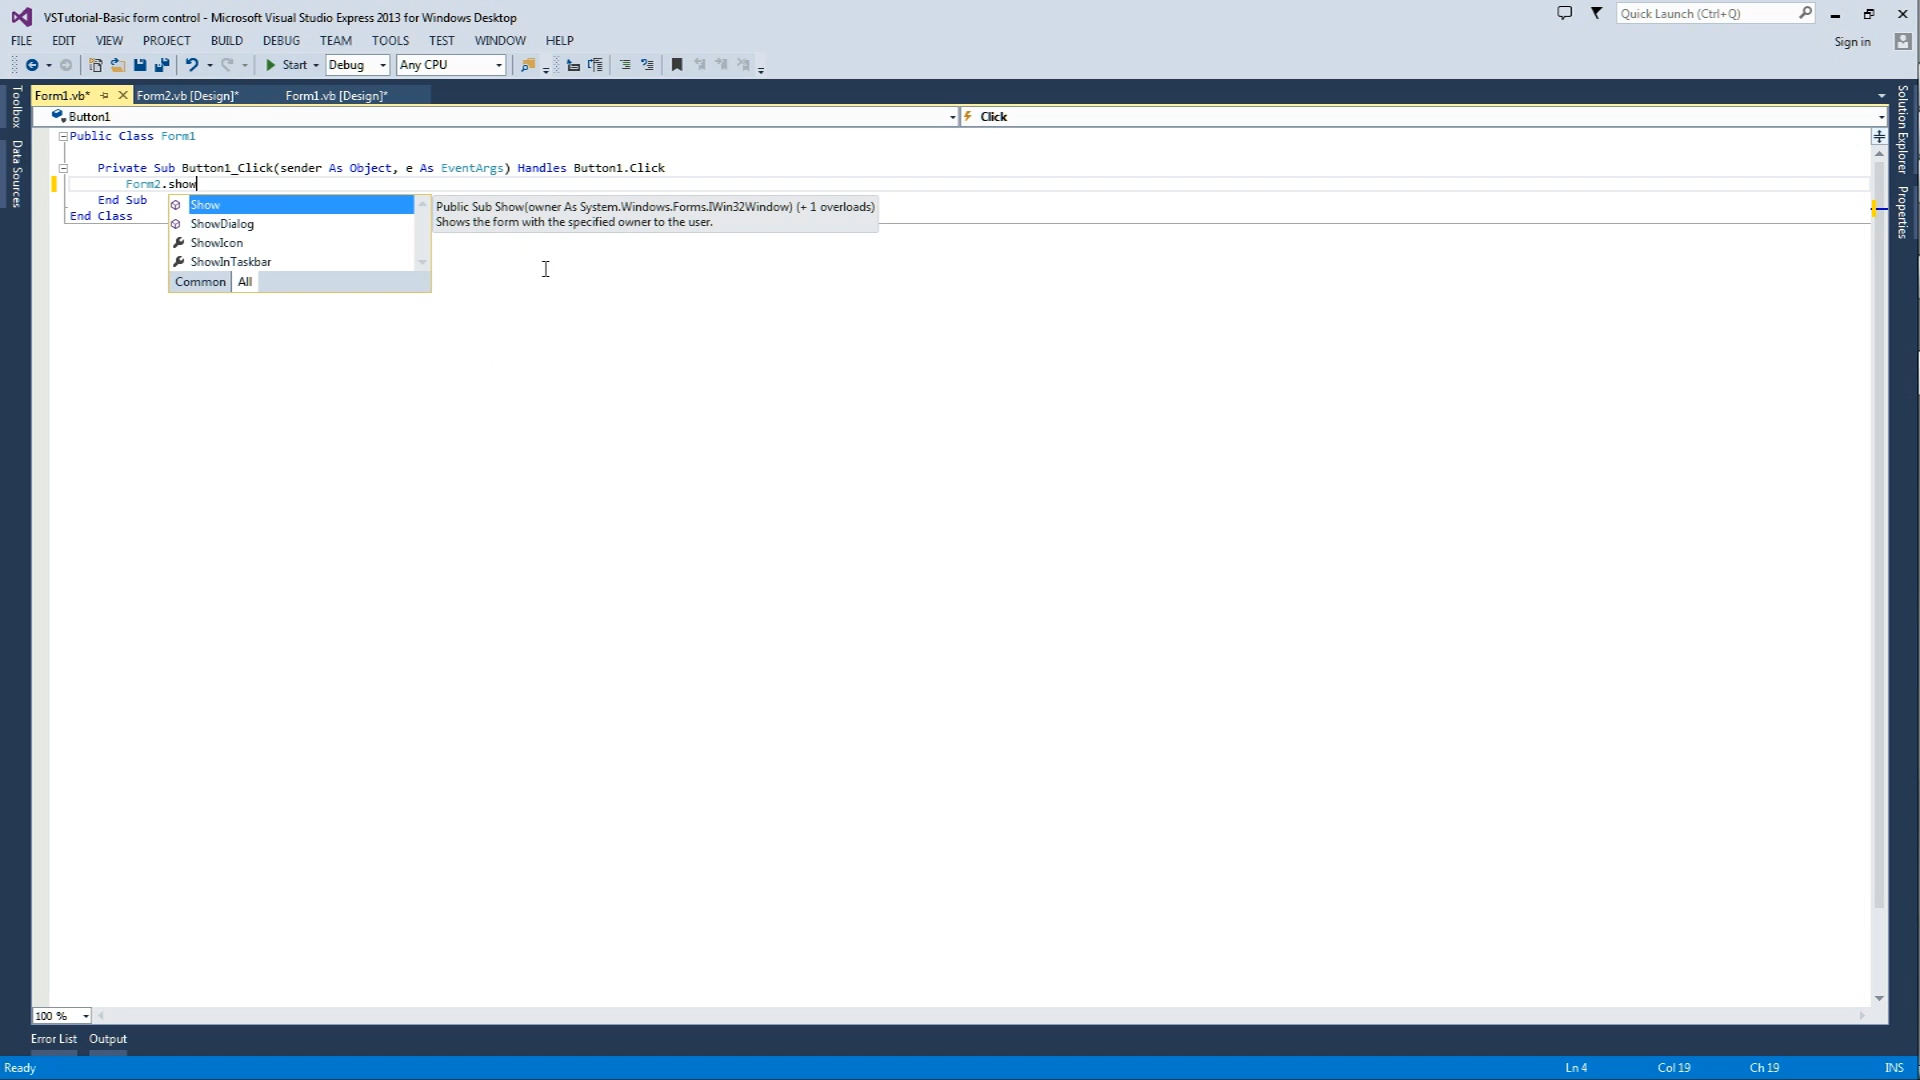 VSTutorial-Basic form control - Microsoft Visual Studio Express 2013 for Windows Desktop
Quick Launch (Ctrl+Q)
FILE EDIT VIEW PROJECT BUILD DEBUG TEAM TOOLS TEST WINDOW HELP
Sign in
Start Debug Any CPU
Form1.vb* Form2.vb [Design]* Form1.vb [Design]*
Button1 Click
Public Class Form1
Private Sub Button1_Click(sender As Object, e As EventArgs) Handles Button1.Click
Form2.show
End Sub
End Class
Show
ShowDialog
ShowIcon
ShowInTaskbar
Common All
Public Sub Show(owner As System.Windows.Forms.IWin32Window) (+ 1 overloads)
Shows the form with the specified owner to the user.
Toolbox
Data Sources
Solution Explorer
Properties
100 %
Error List Output
Ready Ln 4 Col 19 Ch 19 INS